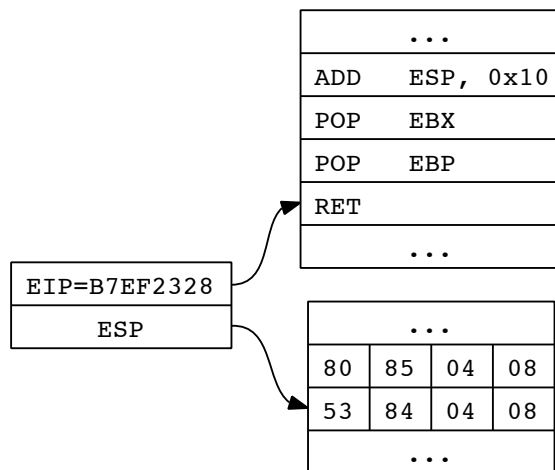 ...
ADD ESP, 0x10
POP EBX
POP EBP
RET
...
EIP=B7EF2328
ESP
...
80 85 04 08
53 84 04 08
...